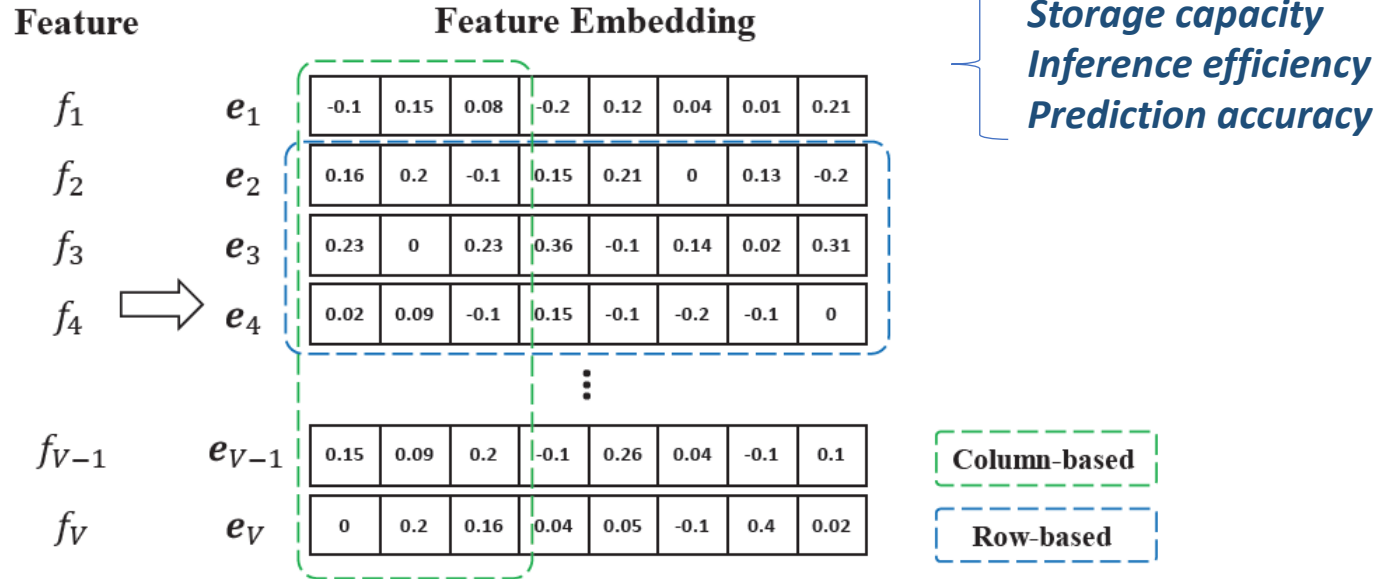 Feature
Feature Embedding
Storage capacity
Inference efficiency
Prediction accuracy
f₁ e₁ -0.1 0.15 0.08 -0.2 0.12 0.04 0.01 0.21
f₂ e₂ 0.16 0.2 -0.1 0.15 0.21 0 0.13 -0.2
f₃ e₃ 0.23 0 0.23 0.36 -0.1 0.14 0.02 0.31
f₄ e₄ 0.02 0.09 -0.1 0.15 -0.1 -0.2 -0.1 0
⋮
f_{V−1} e_{V−1} 0.15 0.09 0.2 -0.1 0.26 0.04 -0.1 0.1
f_V e_V 0 0.2 0.16 0.04 0.05 -0.1 0.4 0.02
Column-based
Row-based